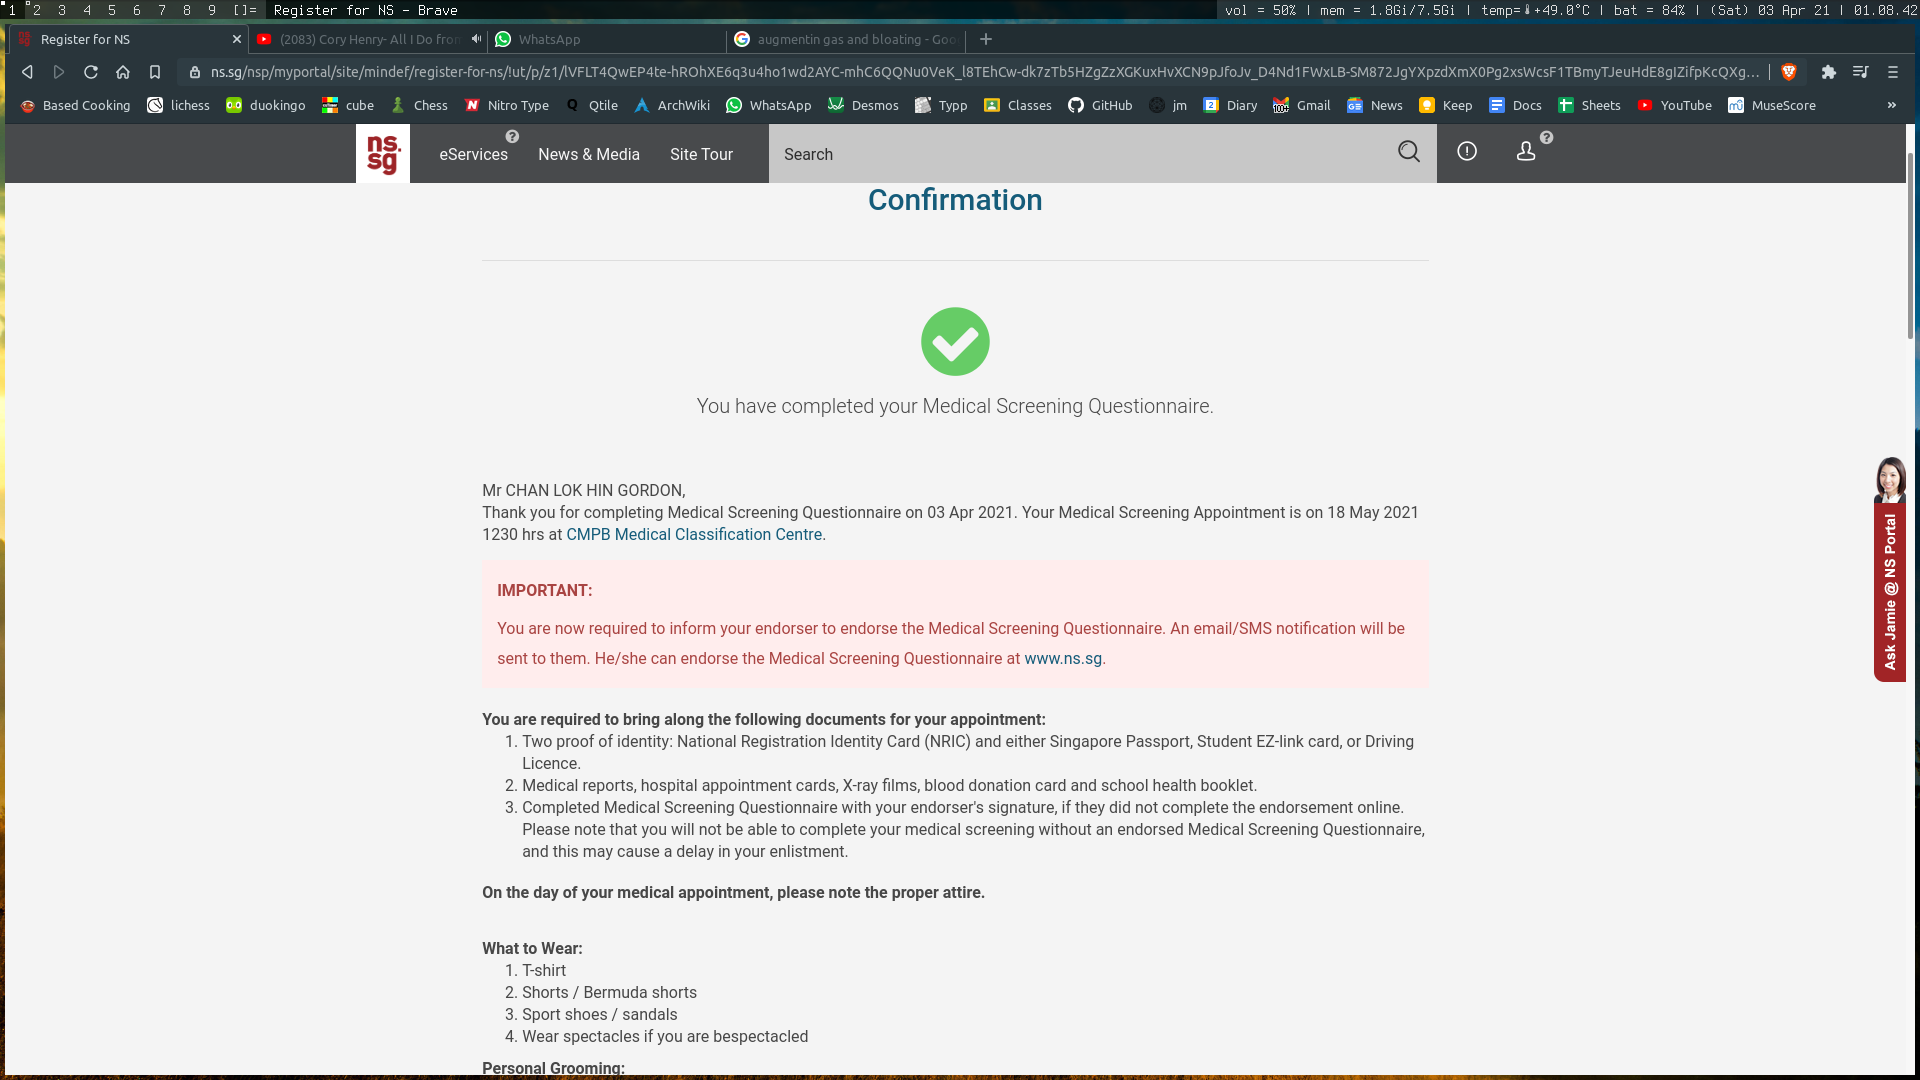 1 2 3 4 5 6 7 8 9 []= Register for NS - Brave vol = 50% | mem = 1.8Gi/7.5Gi | temp=🌡+49.0°C | bat = 84% | (Sat) 03 Apr 21 | 01.08.42
Register for NS (2083) Cory Henry- All I Do from WhatsApp augmentin gas and bloating - Goo
ns.sg/nsp/myportal/site/mindef/register-for-ns/!ut/p/z1/
Based Cooking lichess duokingo cube Chess Nitro Type Qtile ArchWiki WhatsApp Desmos Typp Classes GitHub jm Diary Gmail News Keep Docs Sheets YouTube MuseScore »
ns.
sg
eServices News & Media Site Tour Search
Confirmation
You have completed your Medical Screening Questionnaire.
Mr CHAN LOK HIN GORDON,
Thank you for completing Medical Screening Questionnaire on 03 Apr 2021. Your Medical Screening Appointment is on 18 May 2021
1230 hrs at CMPB Medical Classification Centre.
IMPORTANT:
You are now required to inform your endorser to endorse the Medical Screening Questionnaire. An email/SMS notification will be
sent to them. He/she can endorse the Medical Screening Questionnaire at www.ns.sg.
Ask Jamie @ NS Portal
You are required to bring along the following documents for your appointment:
1. Two proof of identity: National Registration Identity Card (NRIC) and either Singapore Passport, Student EZ-link card, or Driving
Licence.
2. Medical reports, hospital appointment cards, X-ray films, blood donation card and school health booklet.
3. Completed Medical Screening Questionnaire with your endorser's signature, if they did not complete the endorsement online.
Please note that you will not be able to complete your medical screening without an endorsed Medical Screening Questionnaire,
and this may cause a delay in your enlistment.
On the day of your medical appointment, please note the proper attire.
What to Wear:
1. T-shirt
2. Shorts / Bermuda shorts
3. Sport shoes / sandals
4. Wear spectacles if you are bespectacled
Personal Grooming: